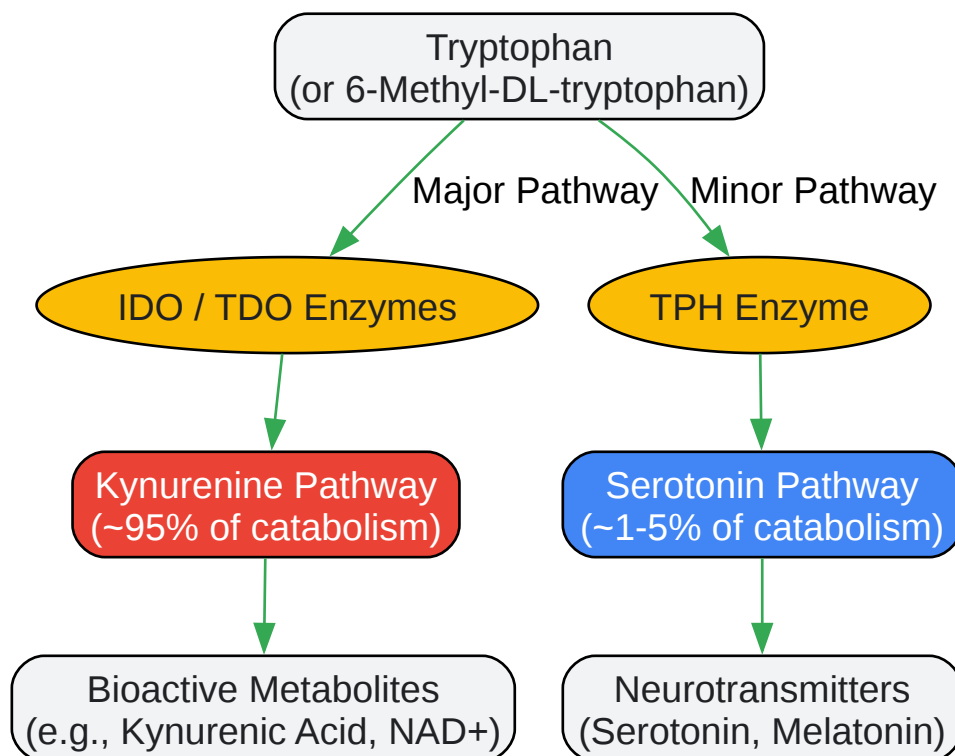 Tryptophan
(or 6-Methyl-DL-tryptophan)
Major Pathway
Minor Pathway
IDO / TDO Enzymes
TPH Enzyme
Kynurenine Pathway
(~95% of catabolism)
Serotonin Pathway
(~1-5% of catabolism)
Bioactive Metabolites
(e.g., Kynurenic Acid, NAD+)
Neurotransmitters
(Serotonin, Melatonin)